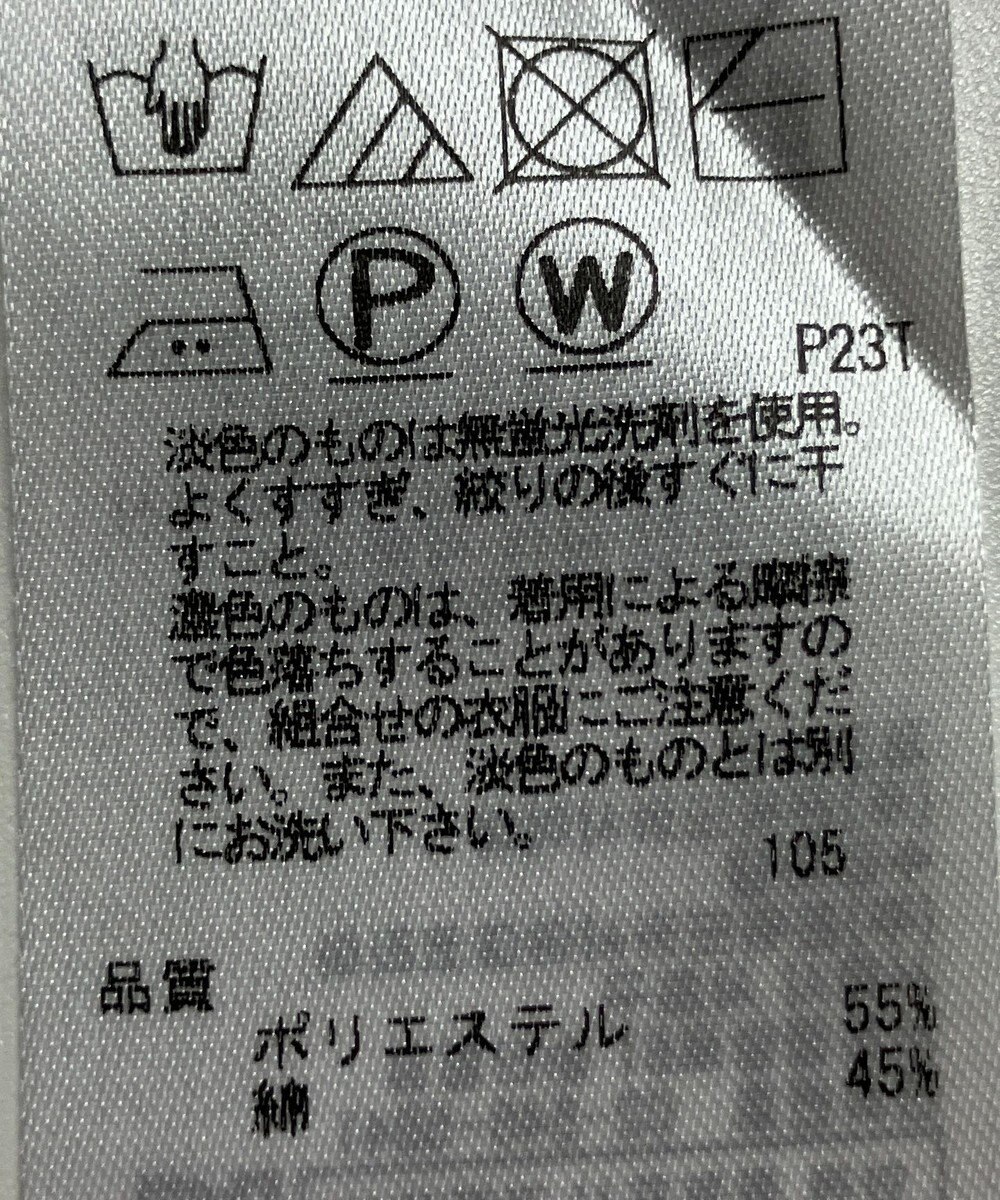 P
W
P23T
淡色のものは無蛍光洗剤を使用。
よくすすぎ、絞りの後すぐに干
すこと。
濃色のものは、着用による摩擦
で色落ちすることがありますの
で、組合せの衣服にご注意くだ
さい。また、淡色のものとは別
にお洗い下さい。
105
品質
ポリエステル 55%
綿 45%